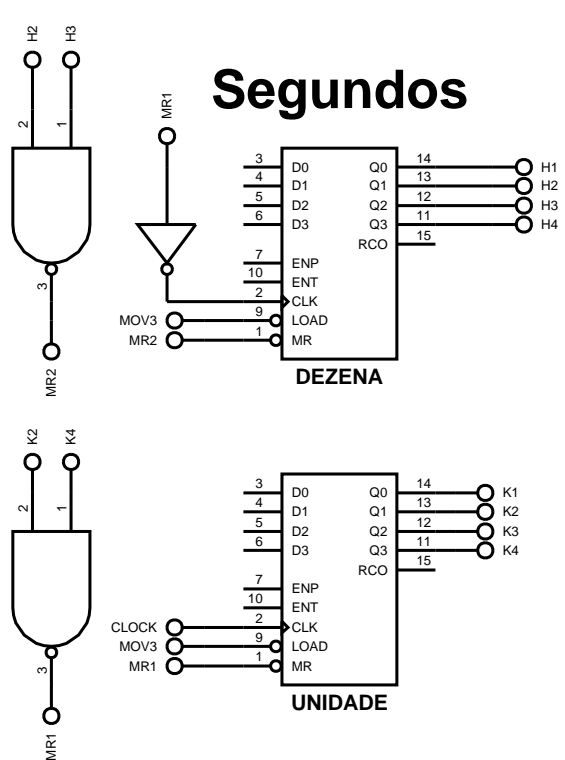 Segundos
H2 H3
2 1
3
MR2
MR1
3 D0 Q0 14 H1
4 D1 Q1 13 H2
5 D2 Q2 12 H3
6 D3 Q3 11 H4
RCO 15
7 ENP
10 ENT
2 CLK
MOV3 9 LOAD
MR2 1 MR
DEZENA
K2 K4
2 1
3
MR1
3 D0 Q0 14 K1
4 D1 Q1 13 K2
5 D2 Q2 12 K3
6 D3 Q3 11 K4
RCO 15
7 ENP
10 ENT
CLOCK 2 CLK
MOV3 9 LOAD
MR1 1 MR
UNIDADE